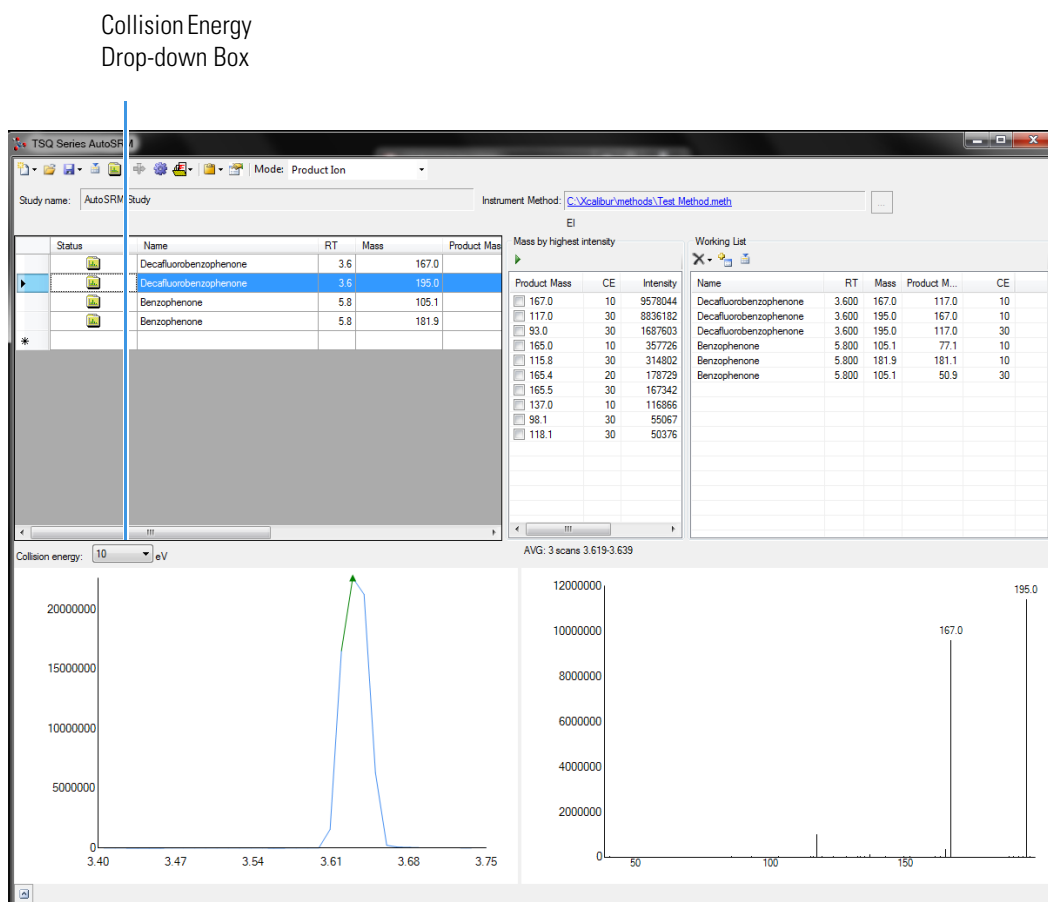 Collision Energy
Drop-down Box
TSQ Series AutoSRM
Mode: Product Ion
Study name: AutoSRM Study Instrument Method: C:\Xcalibur\methods\Test Method.meth ...
EI
Status Name RT Mass Product Mas
Decafluorobenzophenone 3.6 167.0
Decafluorobenzophenone 3.6 195.0
Benzophenone 5.8 105.1
Benzophenone 5.8 181.9
Mass by highest intensity
Product Mass CE Intensity
167.0 10 9578044
117.0 30 8836182
93.0 30 1687603
165.0 10 357726
115.8 30 314802
165.4 20 178729
165.5 30 167342
137.0 10 116866
98.1 30 55067
118.1 30 50376
Working List
Name RT Mass Product M... CE
Decafluorobenzophenone 3.600 167.0 117.0 10
Decafluorobenzophenone 3.600 195.0 167.0 10
Decafluorobenzophenone 3.600 195.0 117.0 30
Benzophenone 5.800 105.1 77.1 10
Benzophenone 5.800 181.9 181.1 10
Benzophenone 5.800 105.1 50.9 30
Collision energy: 10 eV
AVG: 3 scans 3.619-3.639
20000000
15000000
10000000
5000000
0
3.40 3.47 3.54 3.61 3.68 3.75
12000000
195.0
10000000
167.0
8000000
6000000
4000000
2000000
0
50 100 150